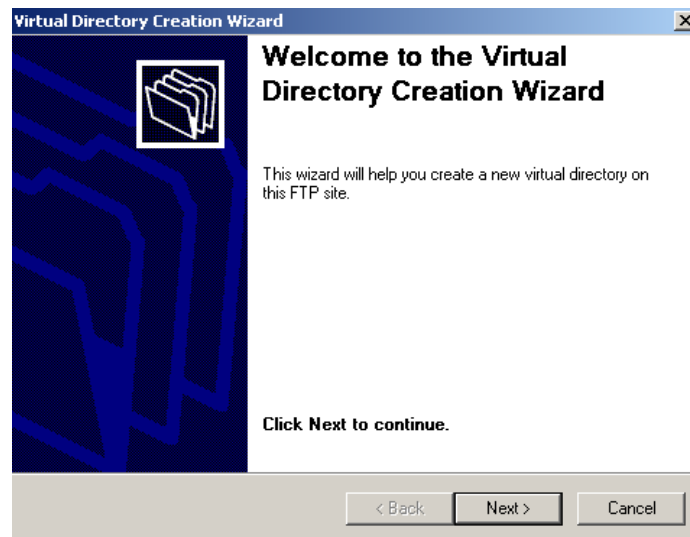 Virtual Directory Creation Wizard
Welcome to the Virtual
Directory Creation Wizard
This wizard will help you create a new virtual directory on
this FTP site.
Click Next to continue.
< Back
Next >
Cancel